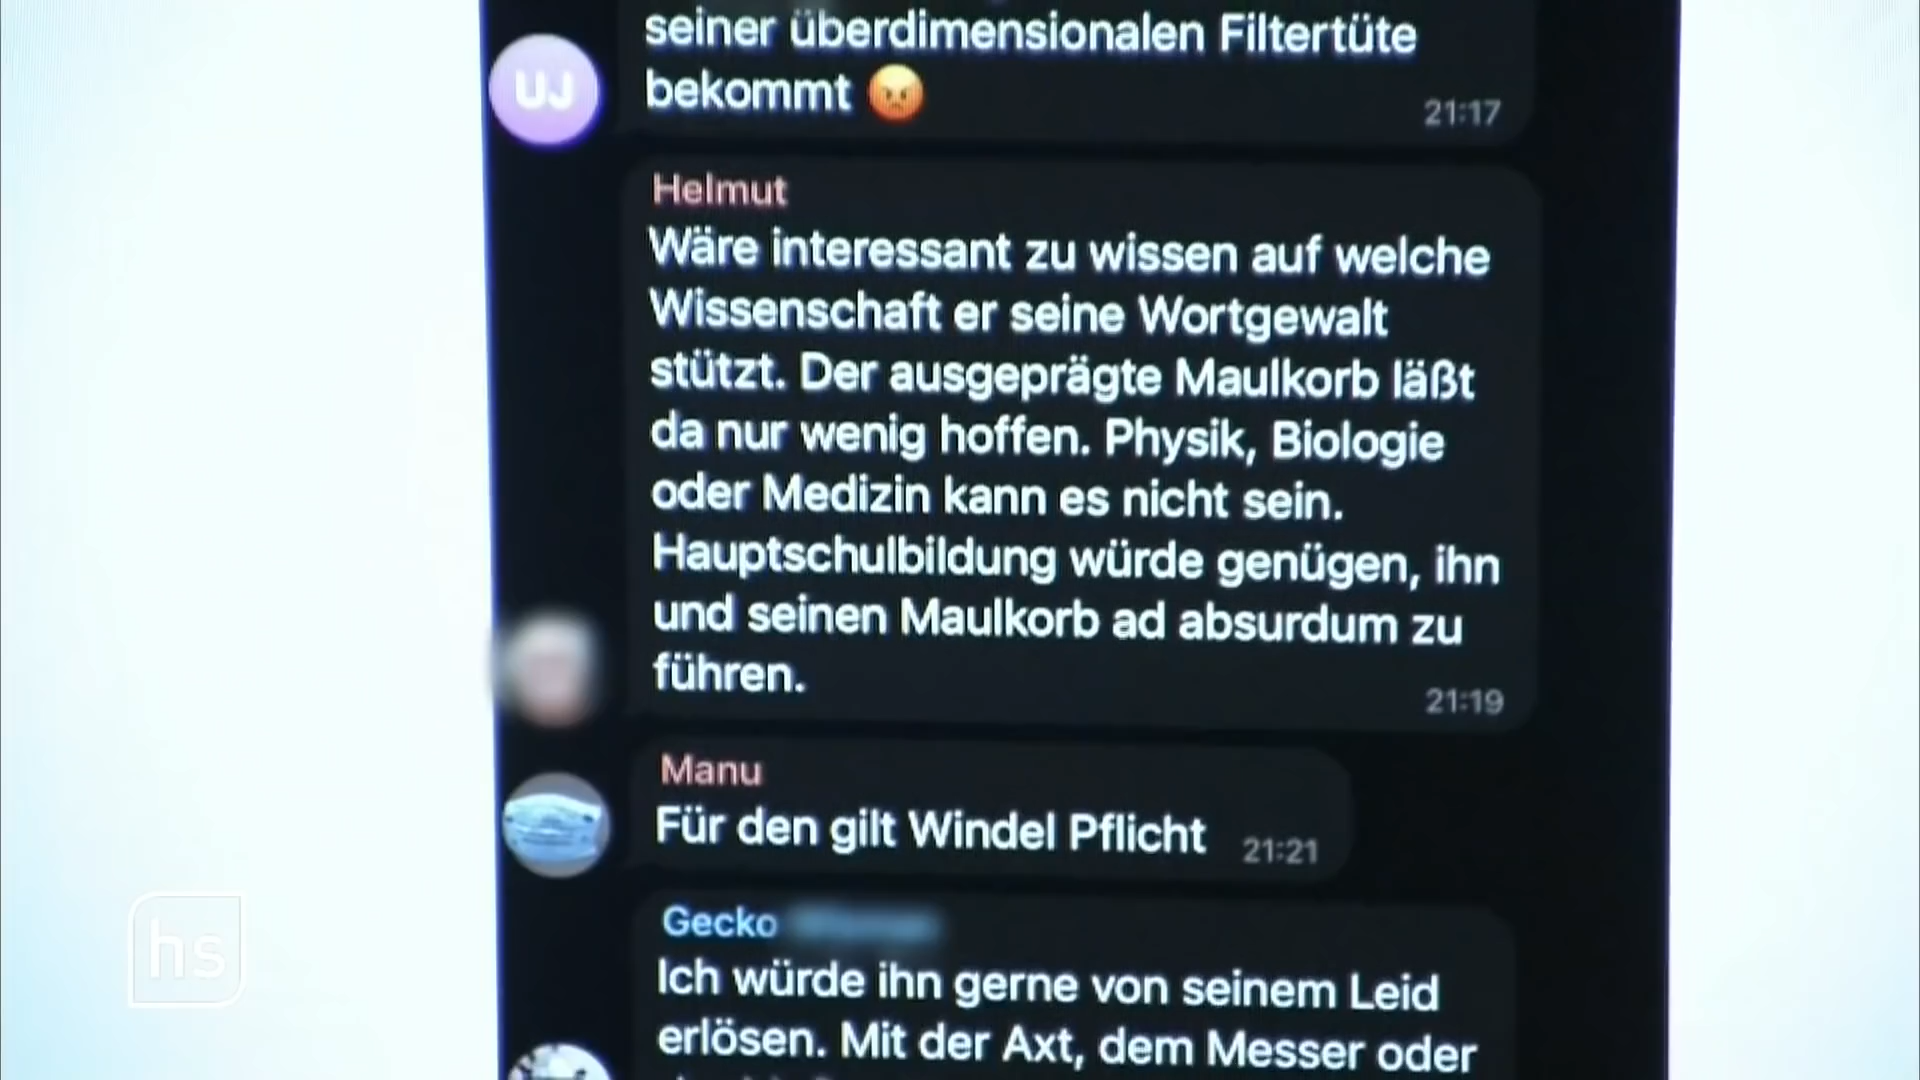 seiner überdimensionalen Filtertüte
bekommt 😡
21:17
UJ
Helmut
Wäre interessant zu wissen auf welche
Wissenschaft er seine Wortgewalt
stützt. Der ausgeprägte Maulkorb läßt
da nur wenig hoffen. Physik, Biologie
oder Medizin kann es nicht sein.
Hauptschulbildung würde genügen, ihn
und seinen Maulkorb ad absurdum zu
führen.
21:19
Manu
Für den gilt Windel Pflicht 21:21
Gecko
Ich würde ihn gerne von seinem Leid
erlösen. Mit der Axt, dem Messer oder
hs